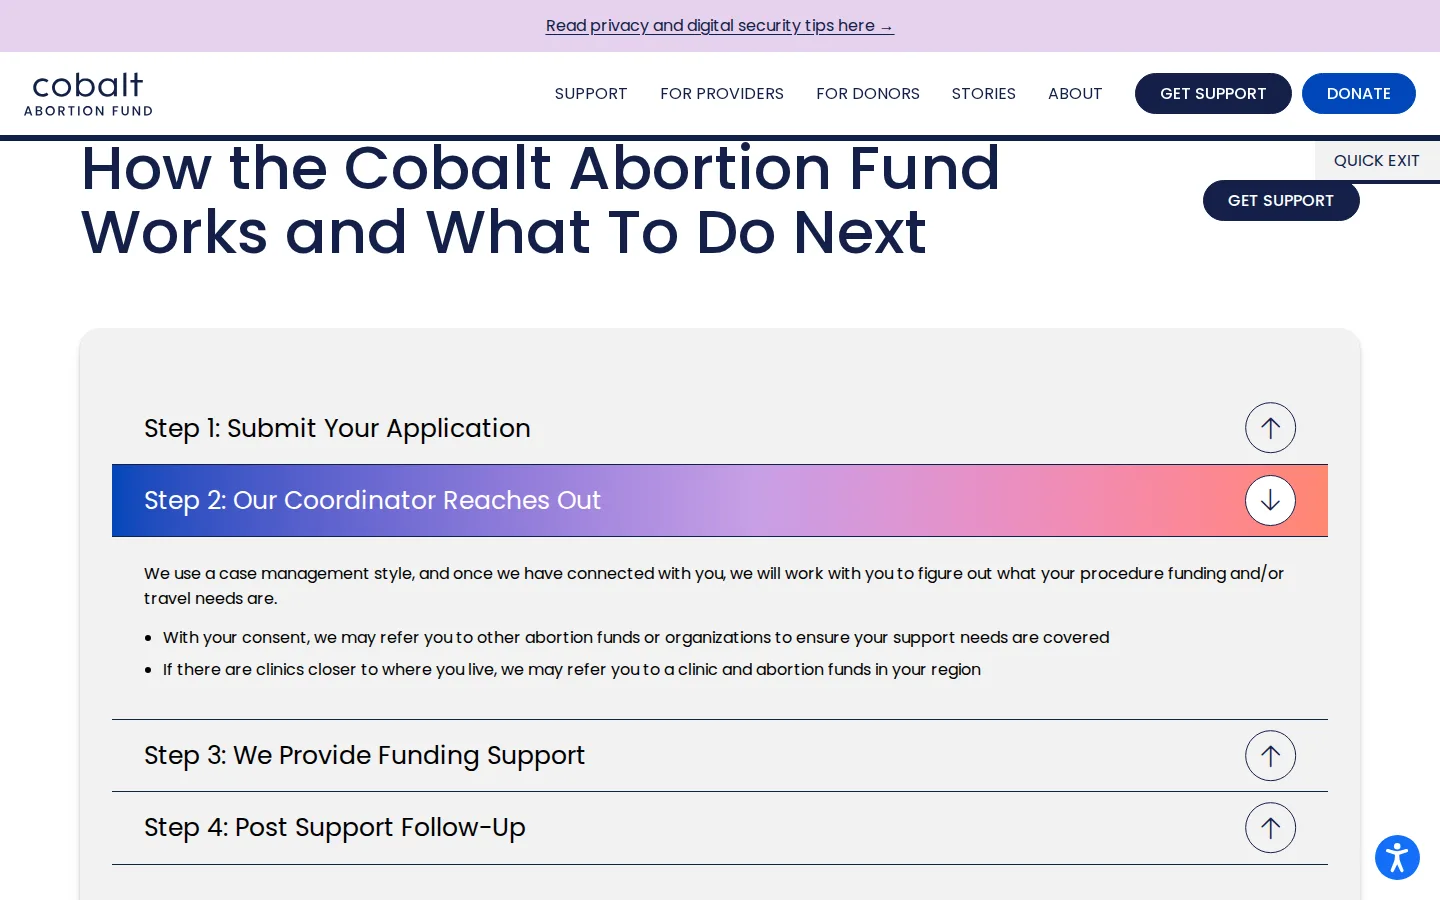 Read privacy and digital security tips here →
cobalt
ABORTION FUND
SUPPORT
FOR PROVIDERS
FOR DONORS
STORIES
ABOUT
GET SUPPORT
DONATE
QUICK EXIT
How the Cobalt Abortion Fund
Works and What To Do Next
GET SUPPORT
Step 1: Submit Your Application
Step 2: Our Coordinator Reaches Out
We use a case management style, and once we have connected with you, we will work with you to figure out what your procedure funding and/or
travel needs are.
• With your consent, we may refer you to other abortion funds or organizations to ensure your support needs are covered
• If there are clinics closer to where you live, we may refer you to a clinic and abortion funds in your region
Step 3: We Provide Funding Support
Step 4: Post Support Follow-Up